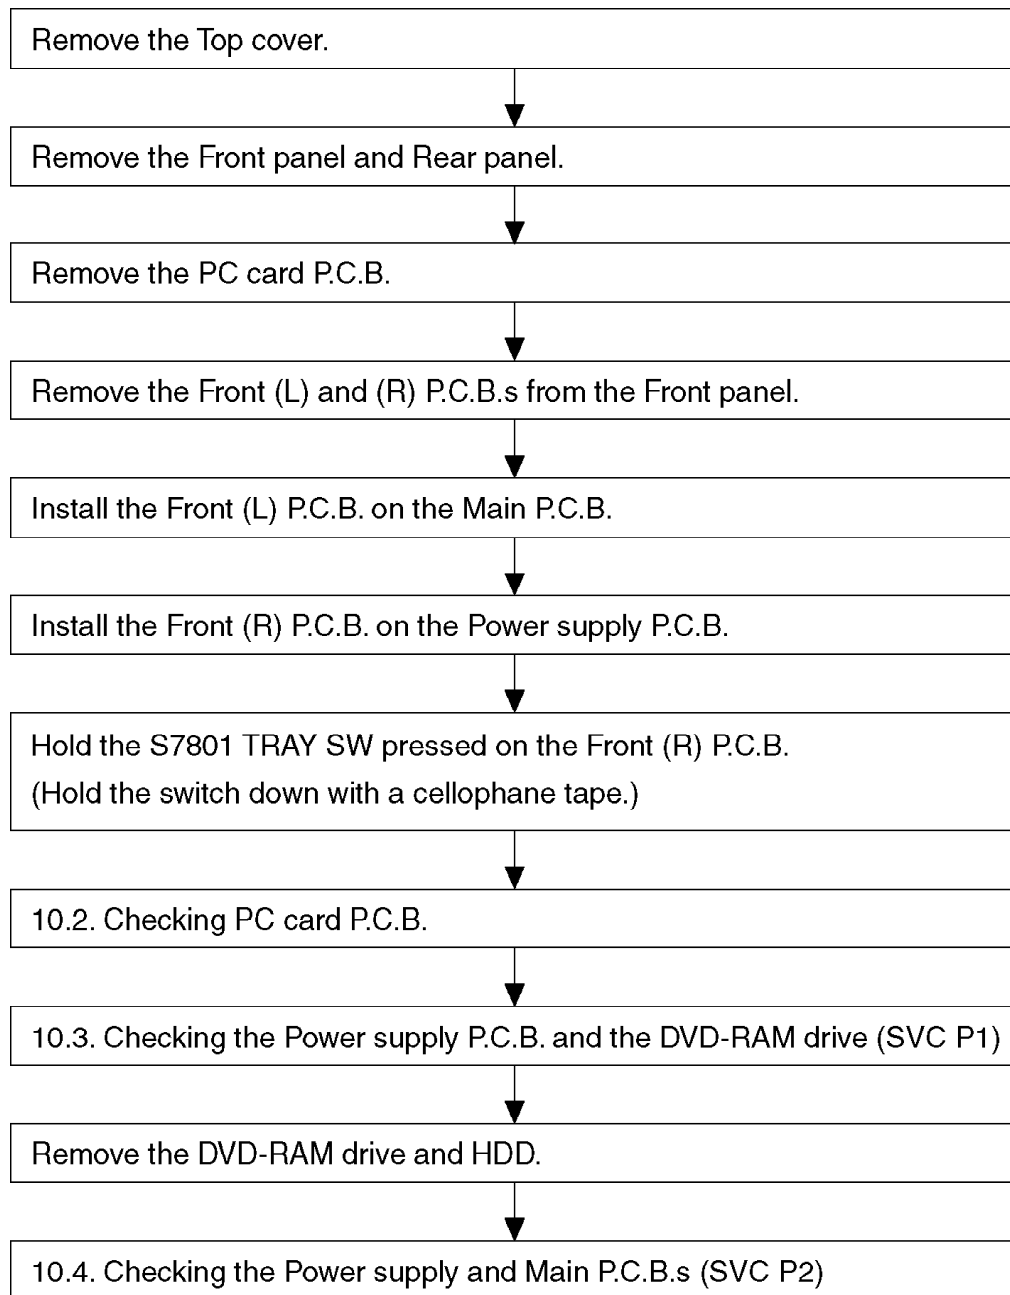 Remove the Top cover.
Remove the Front panel and Rear panel.
Remove the PC card P.C.B.
Remove the Front (L) and (R) P.C.B.s from the Front panel.
Install the Front (L) P.C.B. on the Main P.C.B.
Install the Front (R) P.C.B. on the Power supply P.C.B.
Hold the S7801 TRAY SW pressed on the Front (R) P.C.B.
(Hold the switch down with a cellophane tape.)
10.2. Checking PC card P.C.B.
10.3. Checking the Power supply P.C.B. and the DVD-RAM drive (SVC P1)
Remove the DVD-RAM drive and HDD.
10.4. Checking the Power supply and Main P.C.B.s (SVC P2)